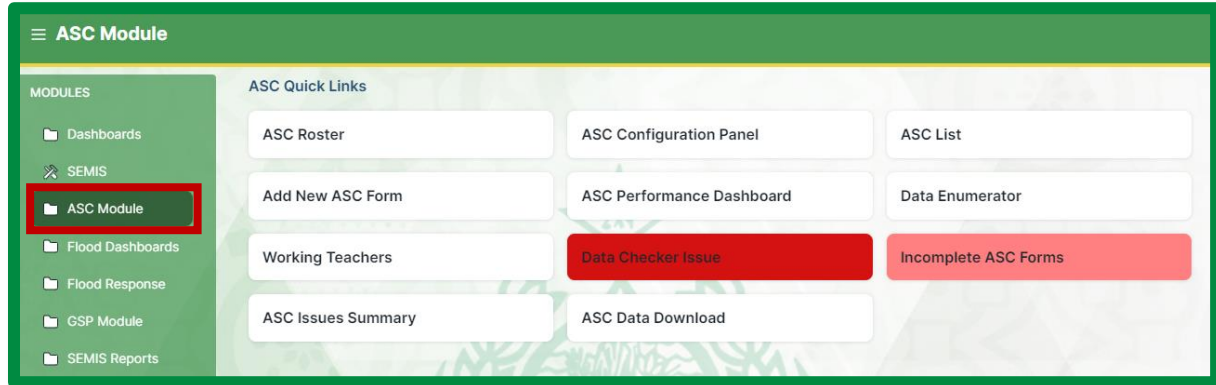 ≡ ASC Module
MODULES
Dashboards
SEMIS
ASC Module
Flood Dashboards
Flood Response
GSP Module
SEMIS Reports
ASC Quick Links
ASC Roster
ASC Configuration Panel
ASC List
Add New ASC Form
ASC Performance Dashboard
Data Enumerator
Working Teachers
Data Checker Issue
Incomplete ASC Forms
ASC Issues Summary
ASC Data Download